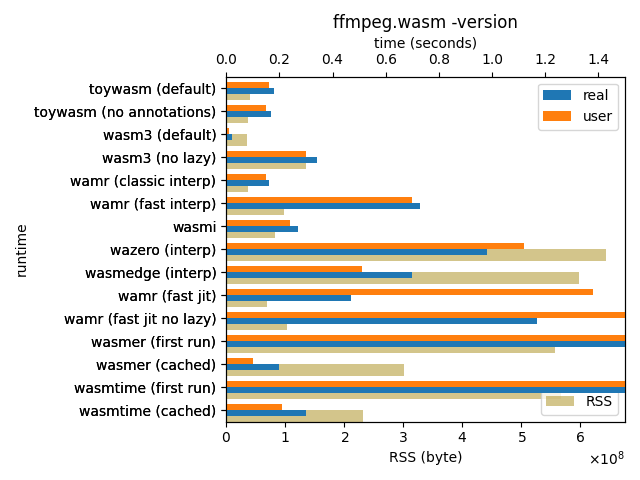 ffmpeg.wasm -version
time (seconds)
0.0 0.2 0.4 0.6 0.8 1.0 1.2 1.4
real
user
runtime
toywasm (default)
toywasm (no annotations)
wasm3 (default)
wasm3 (no lazy)
wamr (classic interp)
wamr (fast interp)
wasmi
wazero (interp)
wasmedge (interp)
wamr (fast jit)
wamr (fast jit no lazy)
wasmer (first run)
wasmer (cached)
wasmtime (first run)
wasmtime (cached)
RSS
0 1 2 3 4 5 6
RSS (byte)
×10⁸